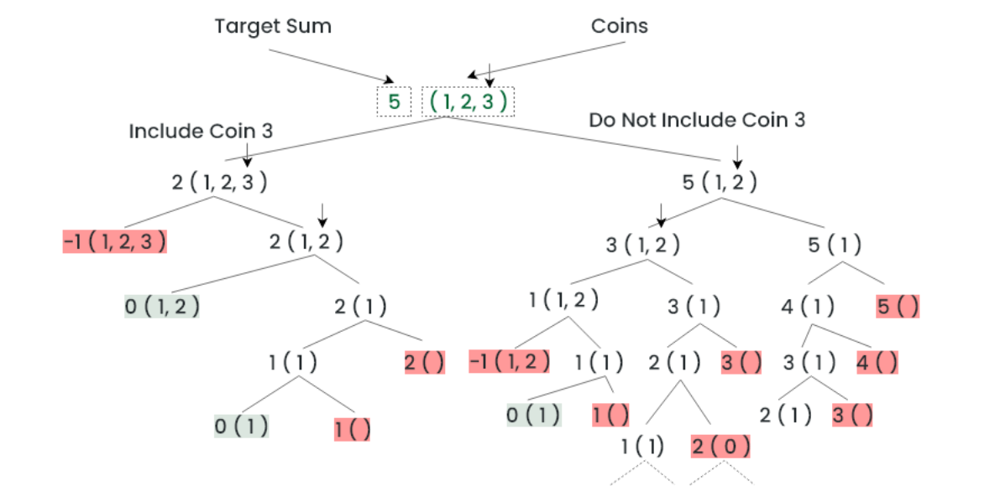 Target Sum
Coins
5 ( 1, 2, 3 )
Include Coin 3
Do Not Include Coin 3
2 ( 1, 2, 3 )
5 ( 1, 2 )
-1 ( 1, 2, 3 )
2 ( 1, 2 )
3 ( 1, 2 )
5 ( 1 )
0 ( 1, 2 )
2 ( 1 )
1 ( 1, 2 )
3 ( 1 )
4 ( 1 )
5 ( )
1 ( 1 )
2 ( )
-1 ( 1, 2 )
1 ( 1 )
2 ( 1 )
3 ( )
3 ( 1 )
4 ( )
0 ( 1 )
1 ( )
0 ( 1 )
1 ( )
2 ( 1 )
3 ( )
1 ( 1 )
2 ( 0 )